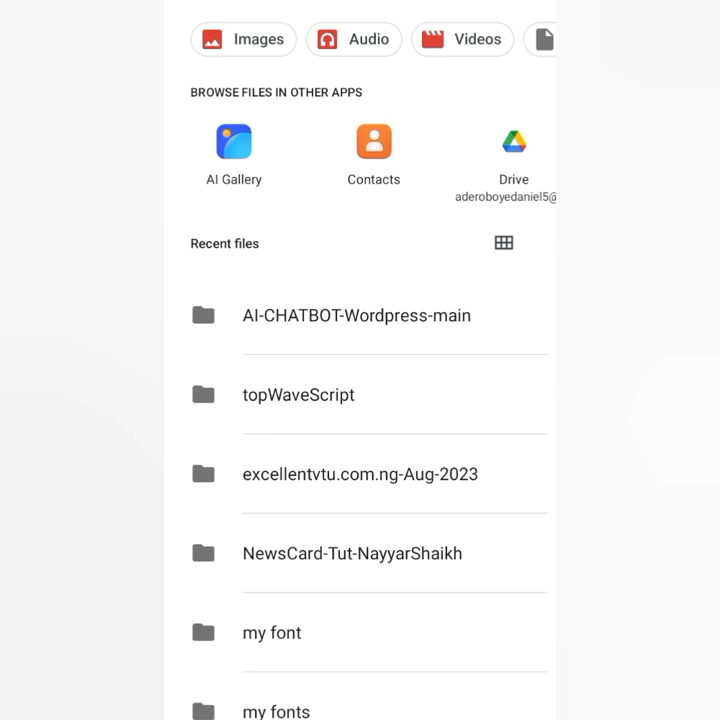 Images Audio Videos
BROWSE FILES IN OTHER APPS
AI Gallery Contacts Drive
aderoboyedaniel5@
Recent files
AI-CHATBOT-Wordpress-main
topWaveScript
excellentvtu.com.ng-Aug-2023
NewsCard-Tut-NayyarShaikh
my font
my fonts